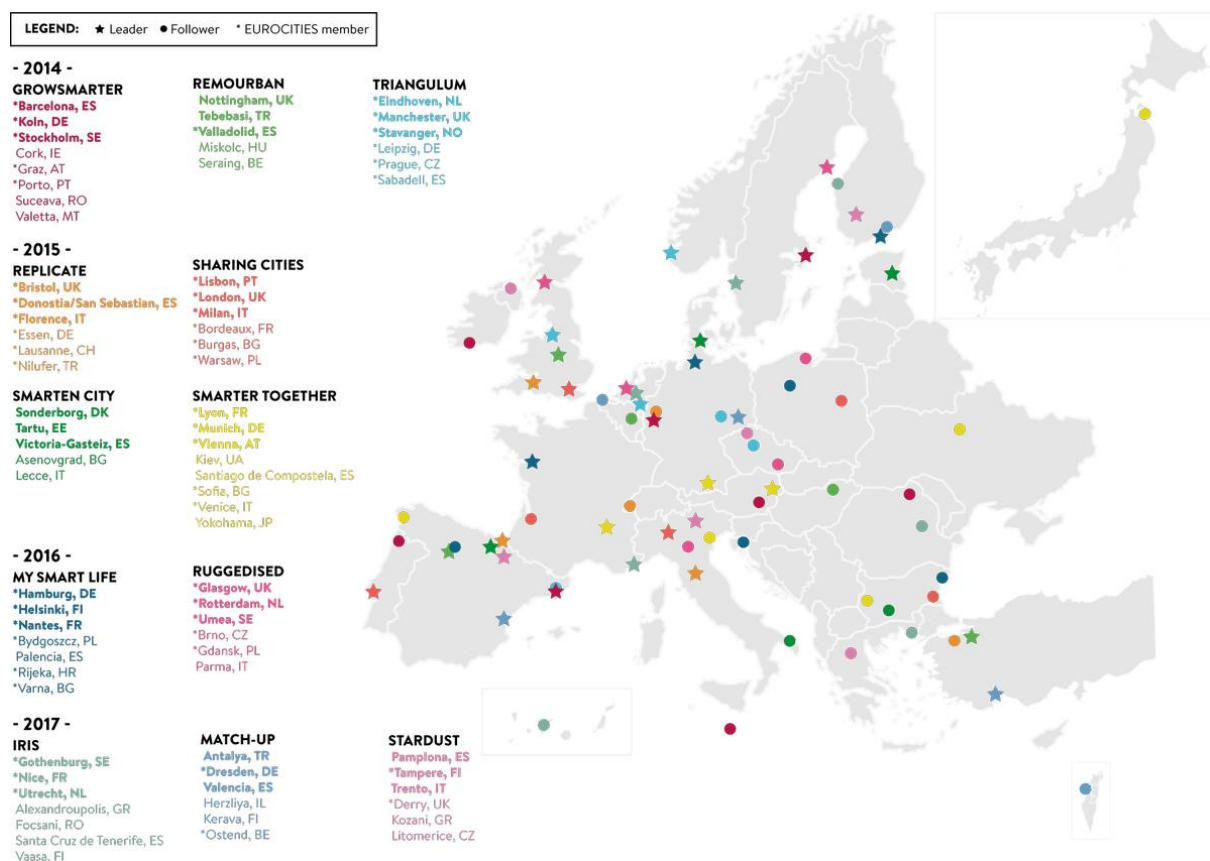 LEGEND: ★ Leader ● Follower * EUROCITIES member
- 2014 -
GROWSMARTER
*Barcelona, ES
*Koln, DE
*Stockholm, SE
Cork, IE
*Graz, AT
*Porto, PT
Suceava, RO
Valetta, MT
REMOURBAN
Nottingham, UK
Tebebasi, TR
*Valladolid, ES
Miskolc, HU
Seraing, BE
TRIANGULUM
*Eindhoven, NL
*Manchester, UK
*Stavanger, NO
*Leipzig, DE
*Prague, CZ
*Sabadell, ES
- 2015 -
REPLICATE
*Bristol, UK
*Donostia/San Sebastian, ES
*Florence, IT
*Essen, DE
*Lausanne, CH
*Nilufer, TR
SHARING CITIES
*Lisbon, PT
*London, UK
*Milan, IT
*Bordeaux, FR
*Burgas, BG
*Warsaw, PL
SMARTEN CITY
Sonderborg, DK
Tartu, EE
Victoria-Gasteiz, ES
Asenovgrad, BG
Lecce, IT
SMARTER TOGETHER
*Lyon, FR
*Munich, DE
*Vienna, AT
Kiev, UA
Santiago de Compostela, ES
*Sofia, BG
*Venice, IT
Yokohama, JP
- 2016 -
MY SMART LIFE
*Hamburg, DE
*Helsinki, FI
*Nantes, FR
*Bydgoszcz, PL
Palencia, ES
*Rijeka, HR
*Varna, BG
RUGGEDISED
*Glasgow, UK
*Rotterdam, NL
*Umea, SE
*Brno, CZ
*Gdansk, PL
Parma, IT
- 2017 -
IRIS
*Gothenburg, SE
*Nice, FR
*Utrecht, NL
Alexandroupolis, GR
Focsani, RO
Santa Cruz de Tenerife, ES
Vaasa, FI
MATCH-UP
Antalya, TR
*Dresden, DE
Valencia, ES
Herzliya, IL
Kerava, FI
*Ostend, BE
STARDUST
Pamplona, ES
*Tampere, FI
Trento, IT
*Derry, UK
Kozani, GR
Litomerice, CZ